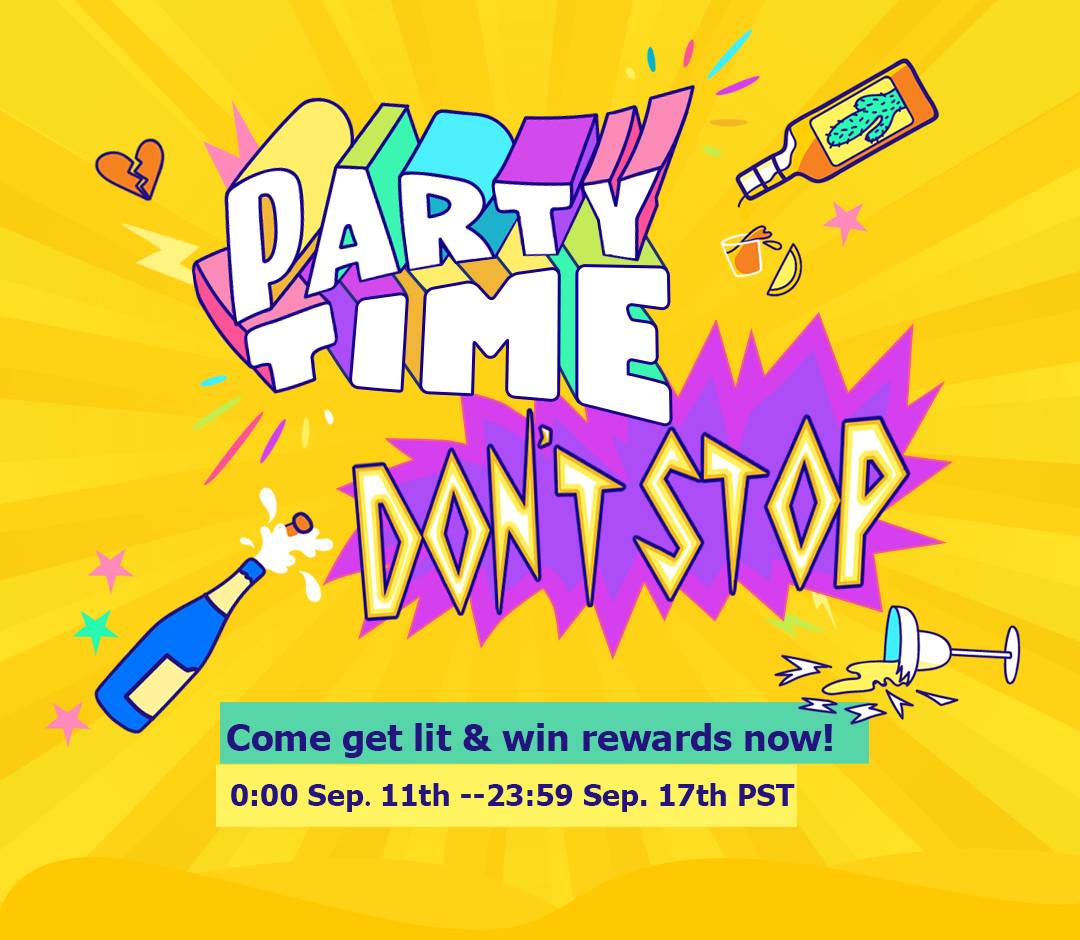 PARTY
TIME
DON'T STOP
Come get lit & win rewards now!
0:00 Sep. 11th --23:59 Sep. 17th PST